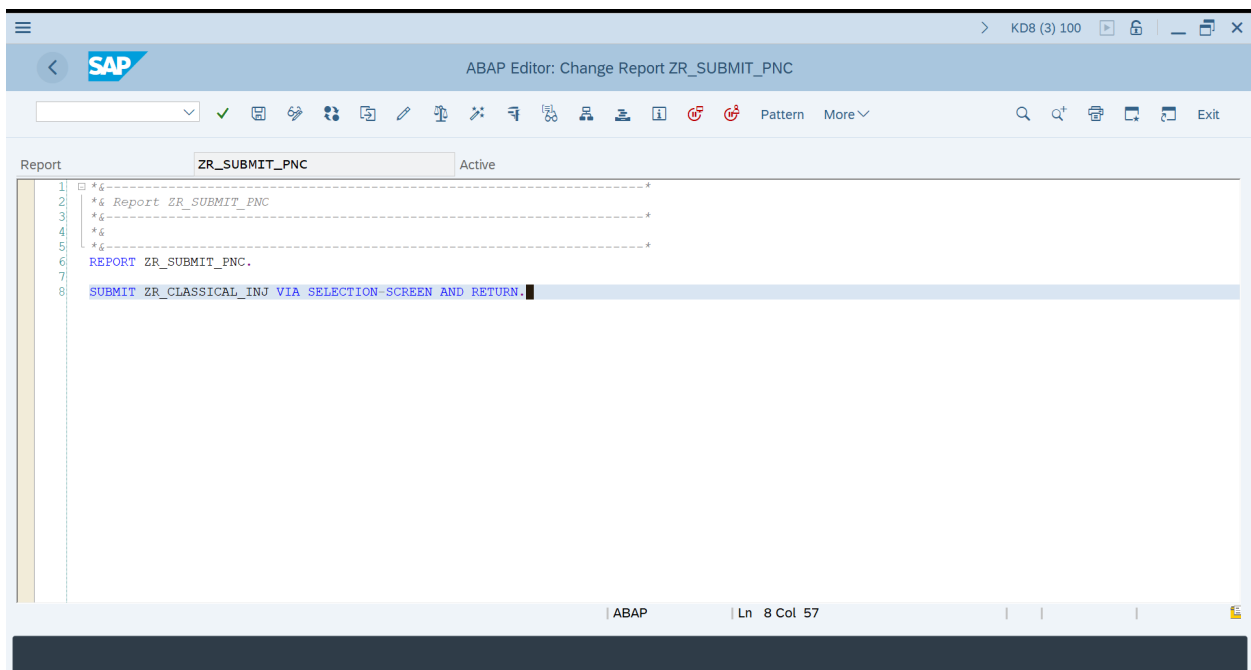 KD8 (3) 100
SAP
ABAP Editor: Change Report ZR_SUBMIT_PNC
Pattern More Exit
Report ZR_SUBMIT_PNC Active
1 *&---------------------------------------------------------------------*
2 *& Report ZR_SUBMIT_PNC
3 *&---------------------------------------------------------------------*
4 *&
5 *&---------------------------------------------------------------------*
6 REPORT ZR_SUBMIT_PNC.
7
8 SUBMIT ZR_CLASSICAL_INJ VIA SELECTION-SCREEN AND RETURN.
ABAP Ln 8 Col 57